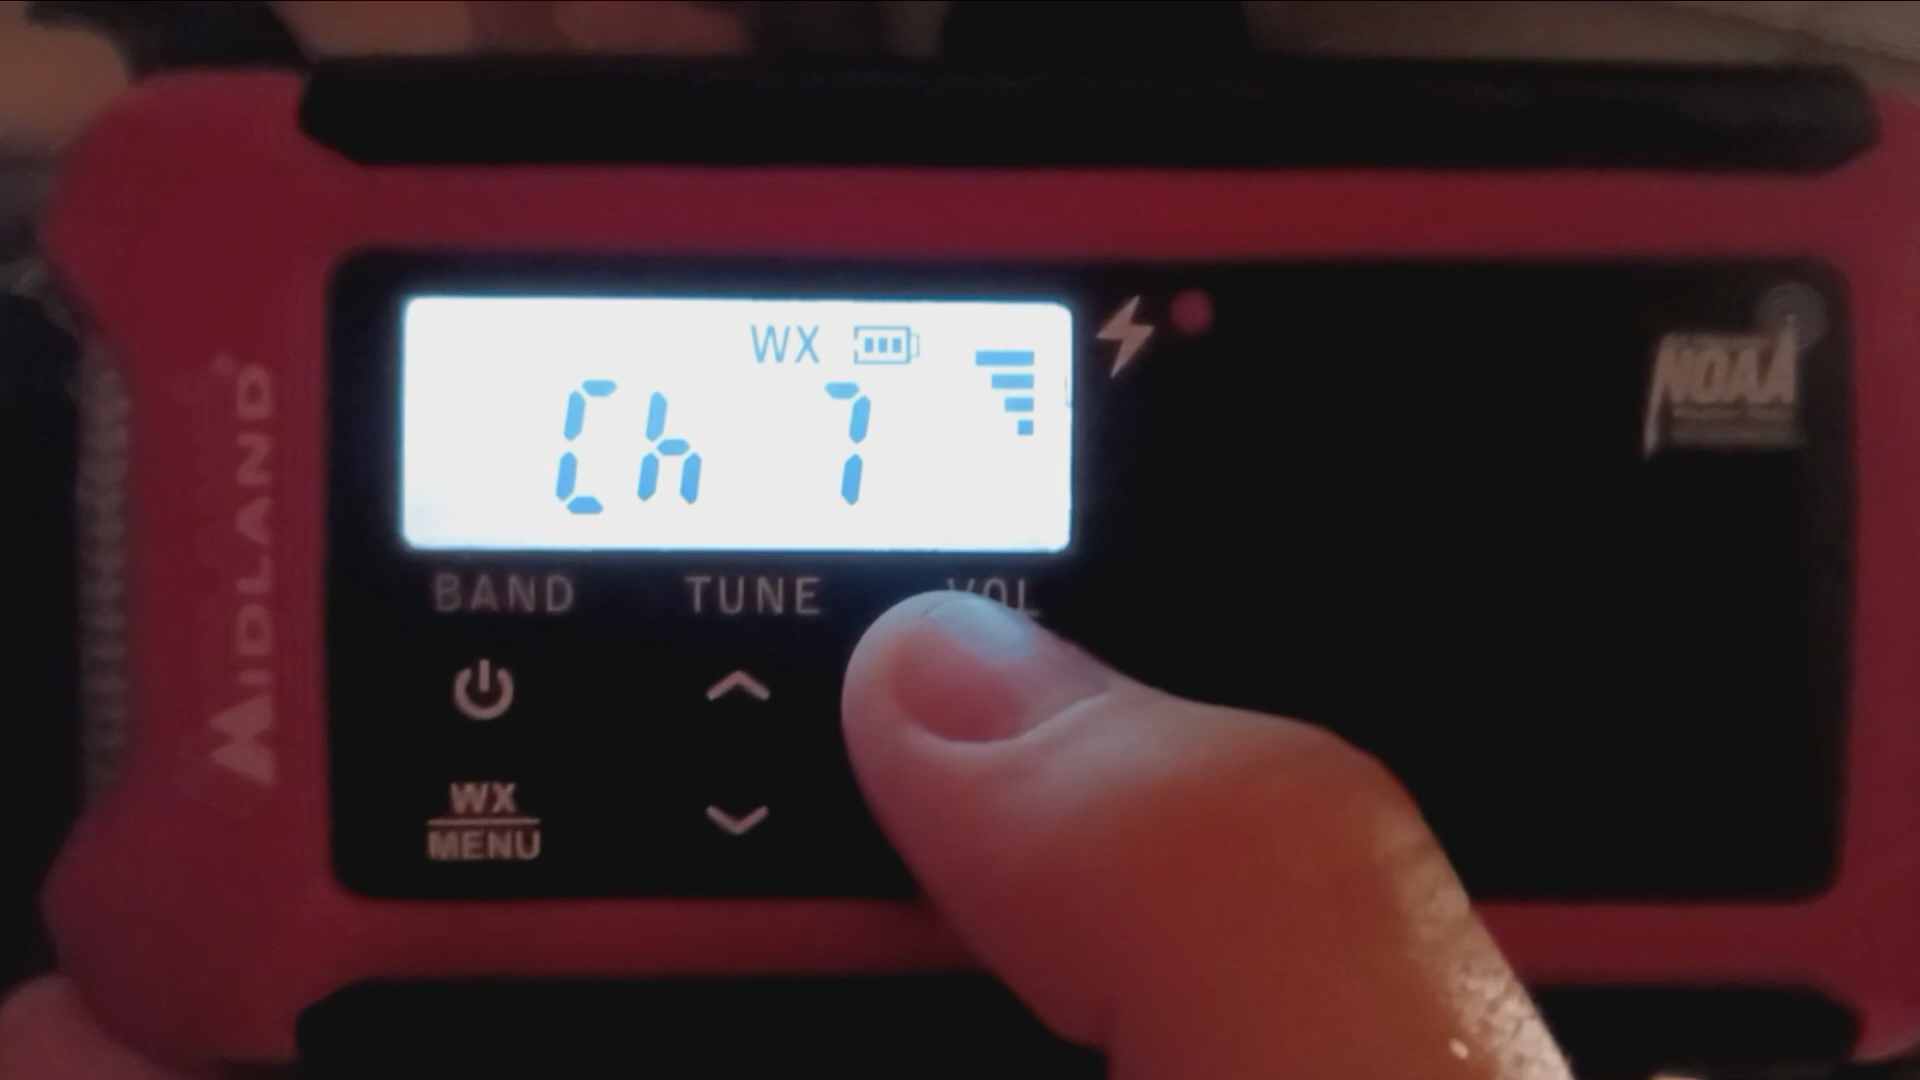 WX
Ch 7
BAND TUNE VOL
WX
MENU
MIDLAND
NOAA